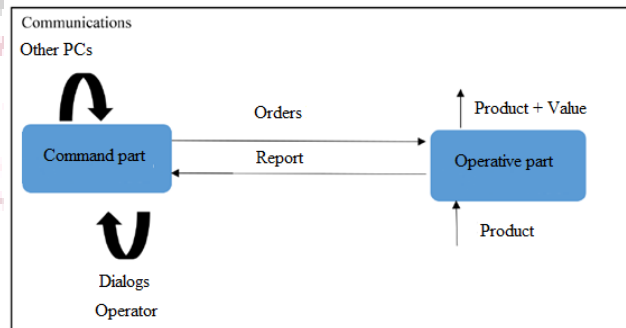 Communications
Other PCs
Orders
Product + Value
Command part
Report
Operative part
Product
Dialogs
Operator